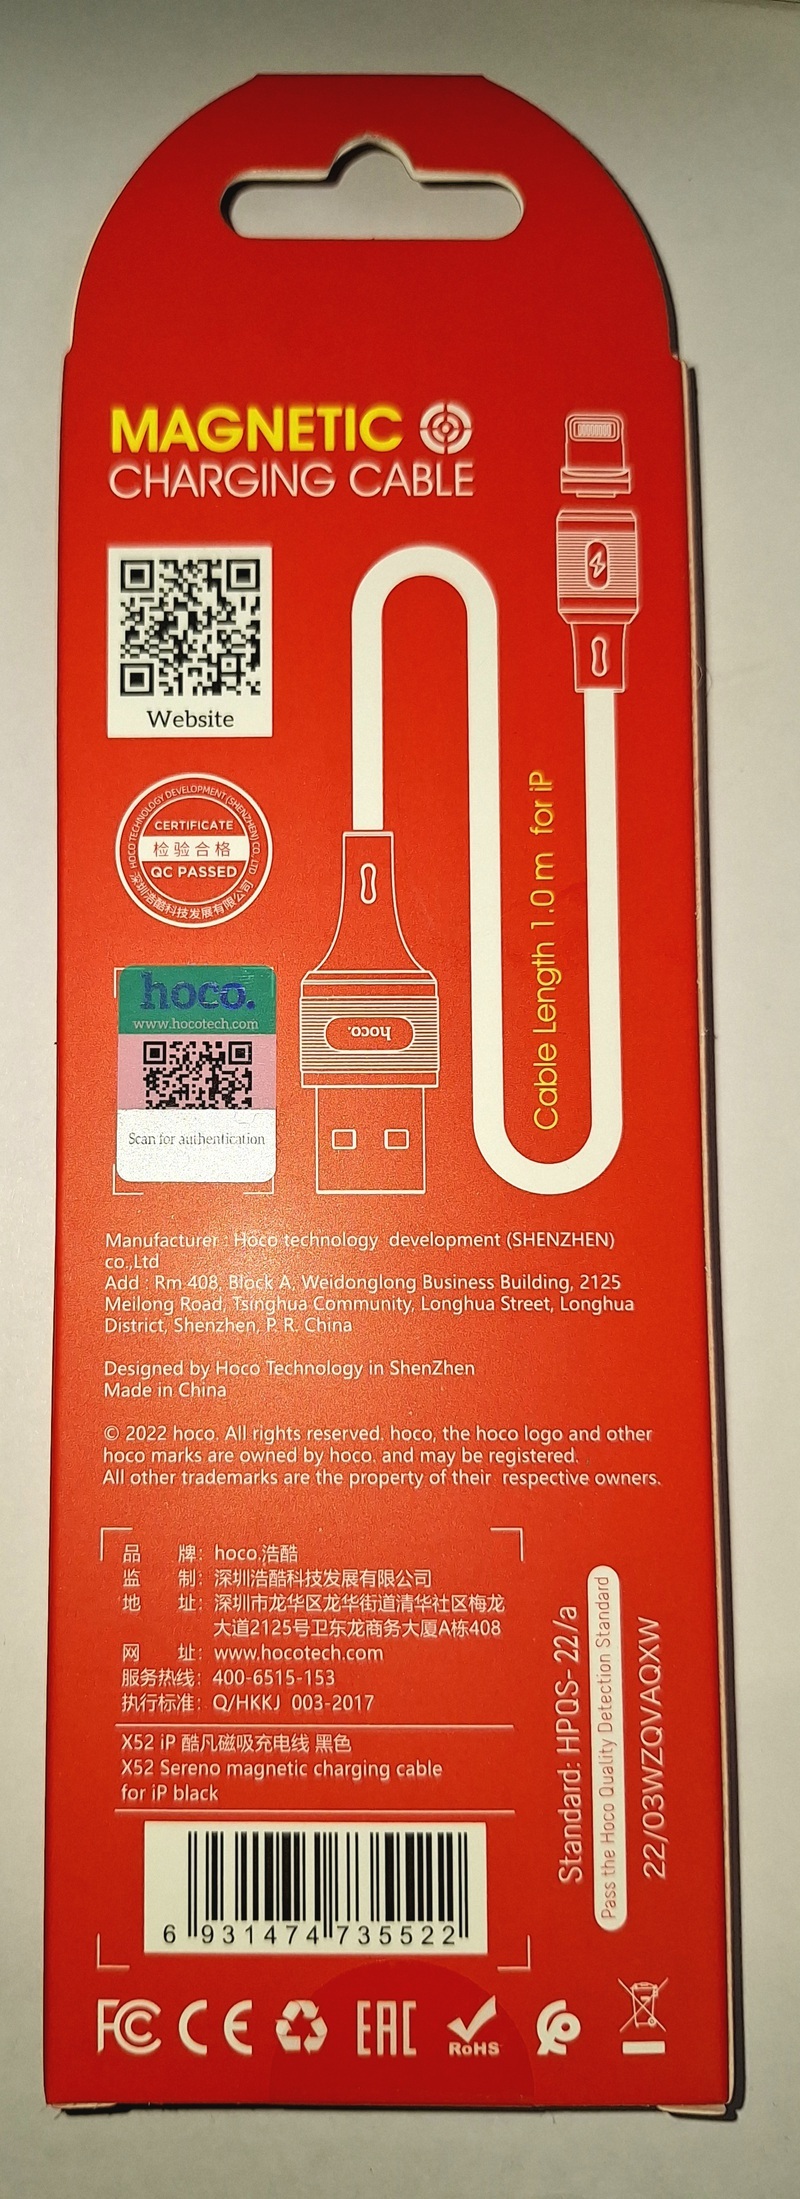 MAGNETIC
CHARGING CABLE
Website
HOCO TECHNOLOGY DEVELOPMENT (SHENZHEN) CO., LTD
CERTIFICATE
检验合格
QC PASSED
深圳浩酷科技发展有限公司
hoco.
www.hocotech.com
Scan for authentication
hoco.
Cable Length 1.0 m for iP
Manufacturer : Hoco technology development (SHENZHEN)
co.,Ltd
Add : Rm 408, Block A, Weidonglong Business Building, 2125
Meilong Road, Tsinghua Community, Longhua Street, Longhua
District, Shenzhen, P. R. China
Designed by Hoco Technology in ShenZhen
Made in China
© 2022 hoco. All rights reserved. hoco, the hoco logo and other
hoco marks are owned by hoco. and may be registered.
All other trademarks are the property of their respective owners.
品 牌：hoco.浩酷
监 制：深圳浩酷科技发展有限公司
地 址：深圳市龙华区龙华街道清华社区梅龙
大道2125号卫东龙商务大厦A栋408
网 址：www.hocotech.com
服务热线：400-6515-153
执行标准：Q/HKKJ 003-2017
X52 iP 酷凡磁吸充电线 黑色
X52 Sereno magnetic charging cable
for iP black
6 931474 735522
Standard: HPQS- 22/a
Pass the Hoco Quality Detection Standard
22/03WZQVAQXW
FC CE EAC RoHS